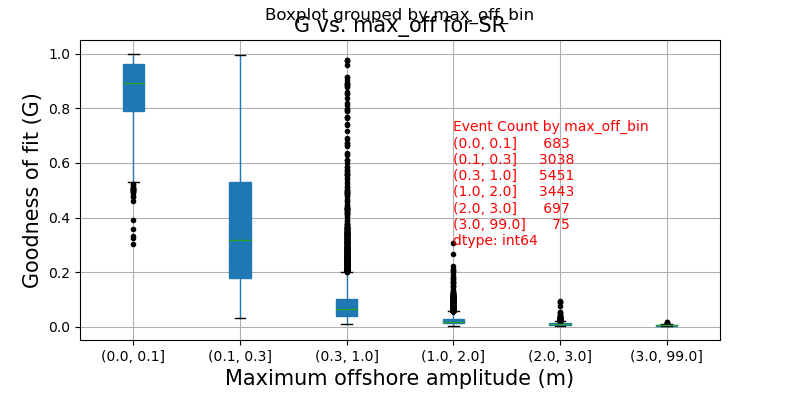 Boxplot grouped by max_off_bin
G vs. max_off for SR
Goodness of fit (G)
1.0
0.8
0.6
0.4
0.2
0.0
Event Count by max_off_bin
(0.0, 0.1] 683
(0.1, 0.3] 3038
(0.3, 1.0] 5451
(1.0, 2.0] 3443
(2.0, 3.0] 697
(3.0, 99.0] 75
dtype: int64
(0.0, 0.1] (0.1, 0.3] (0.3, 1.0] (1.0, 2.0] (2.0, 3.0] (3.0, 99.0]
Maximum offshore amplitude (m)